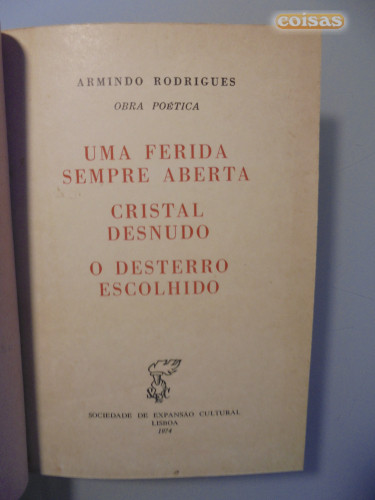 coisas
ARMINDO RODRIGUES
OBRA POÉTICA
UMA FERIDA
SEMPRE ABERTA
CRISTAL
DESNUDO
O DESTERRO
ESCOLHIDO
SOCIEDADE DE EXPANSÃO CULTURAL
LISBOA
1974